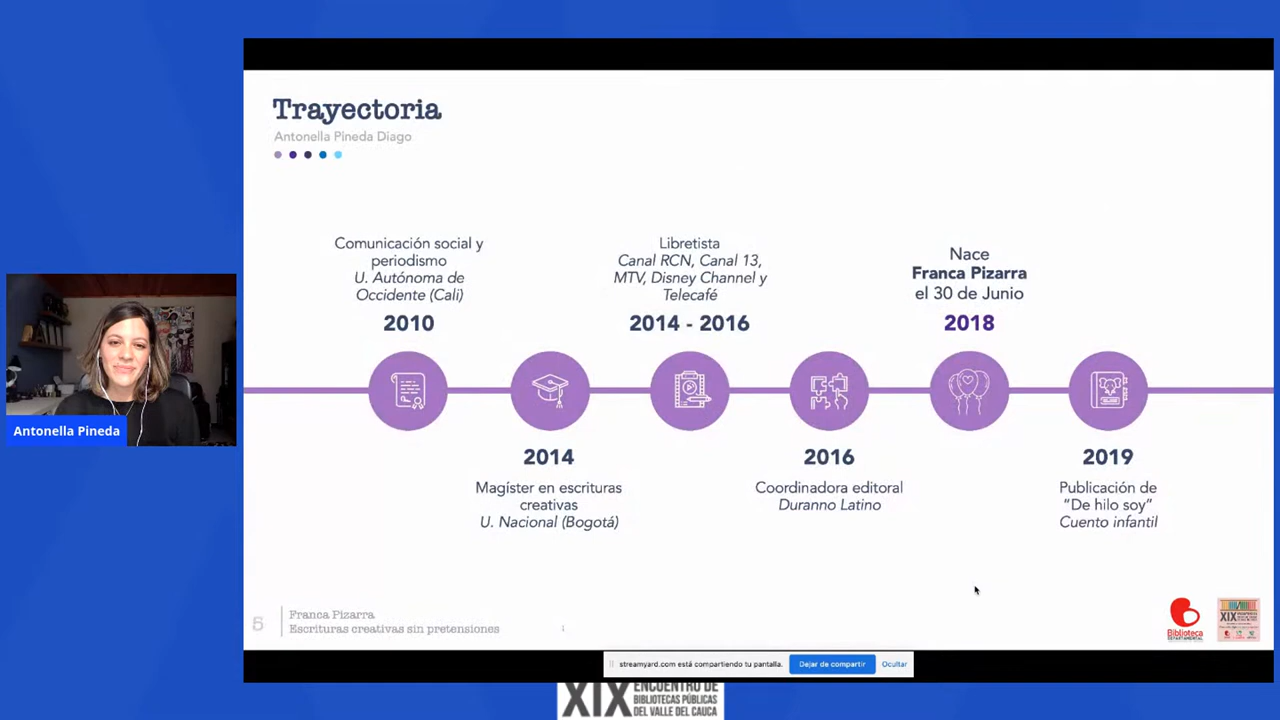 Trayectoria
Antonella Pineda Diago
Comunicación social y
periodismo
U. Autónoma de
Occidente (Cali)
2010
Libretista
Canal RCN, Canal 13,
MTV, Disney Channel y
Telecafé
2014 - 2016
Nace
Franca Pizarra
el 30 de Junio
2018
2014
Magíster en escrituras
creativas
U. Nacional (Bogotá)
2016
Coordinadora editorial
Duranno Latino
2019
Publicación de
“De hilo soy”
Cuento infantil
Antonella Pineda
5
Franca Pizarra
Escrituras creativas sin pretensiones
Biblioteca
DEPARTAMENTAL
XIX
streamyard.com está compartiendo tu pantalla.
Dejar de compartir
Ocultar
XIX ENCUENTRO DE
BIBLIOTECAS PÚBLICAS
DEL VALLE DEL CAUCA